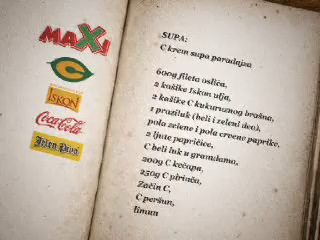 MAXI
C
ISKON
Coca-Cola
Jelen Pivo
SUPA:
C krem supa paradajza
600g fileta oslića,
2 kašike Iskon ulja,
2 kašike C kukuruznog brašna,
1 praziluk (beli i zeleni deo),
pola zelene i pola crvene paprike,
2 ljute papričice,
C beli luk u granulama,
200g C kečapa,
250g C pirinča,
Začin C,
C peršun,
limun